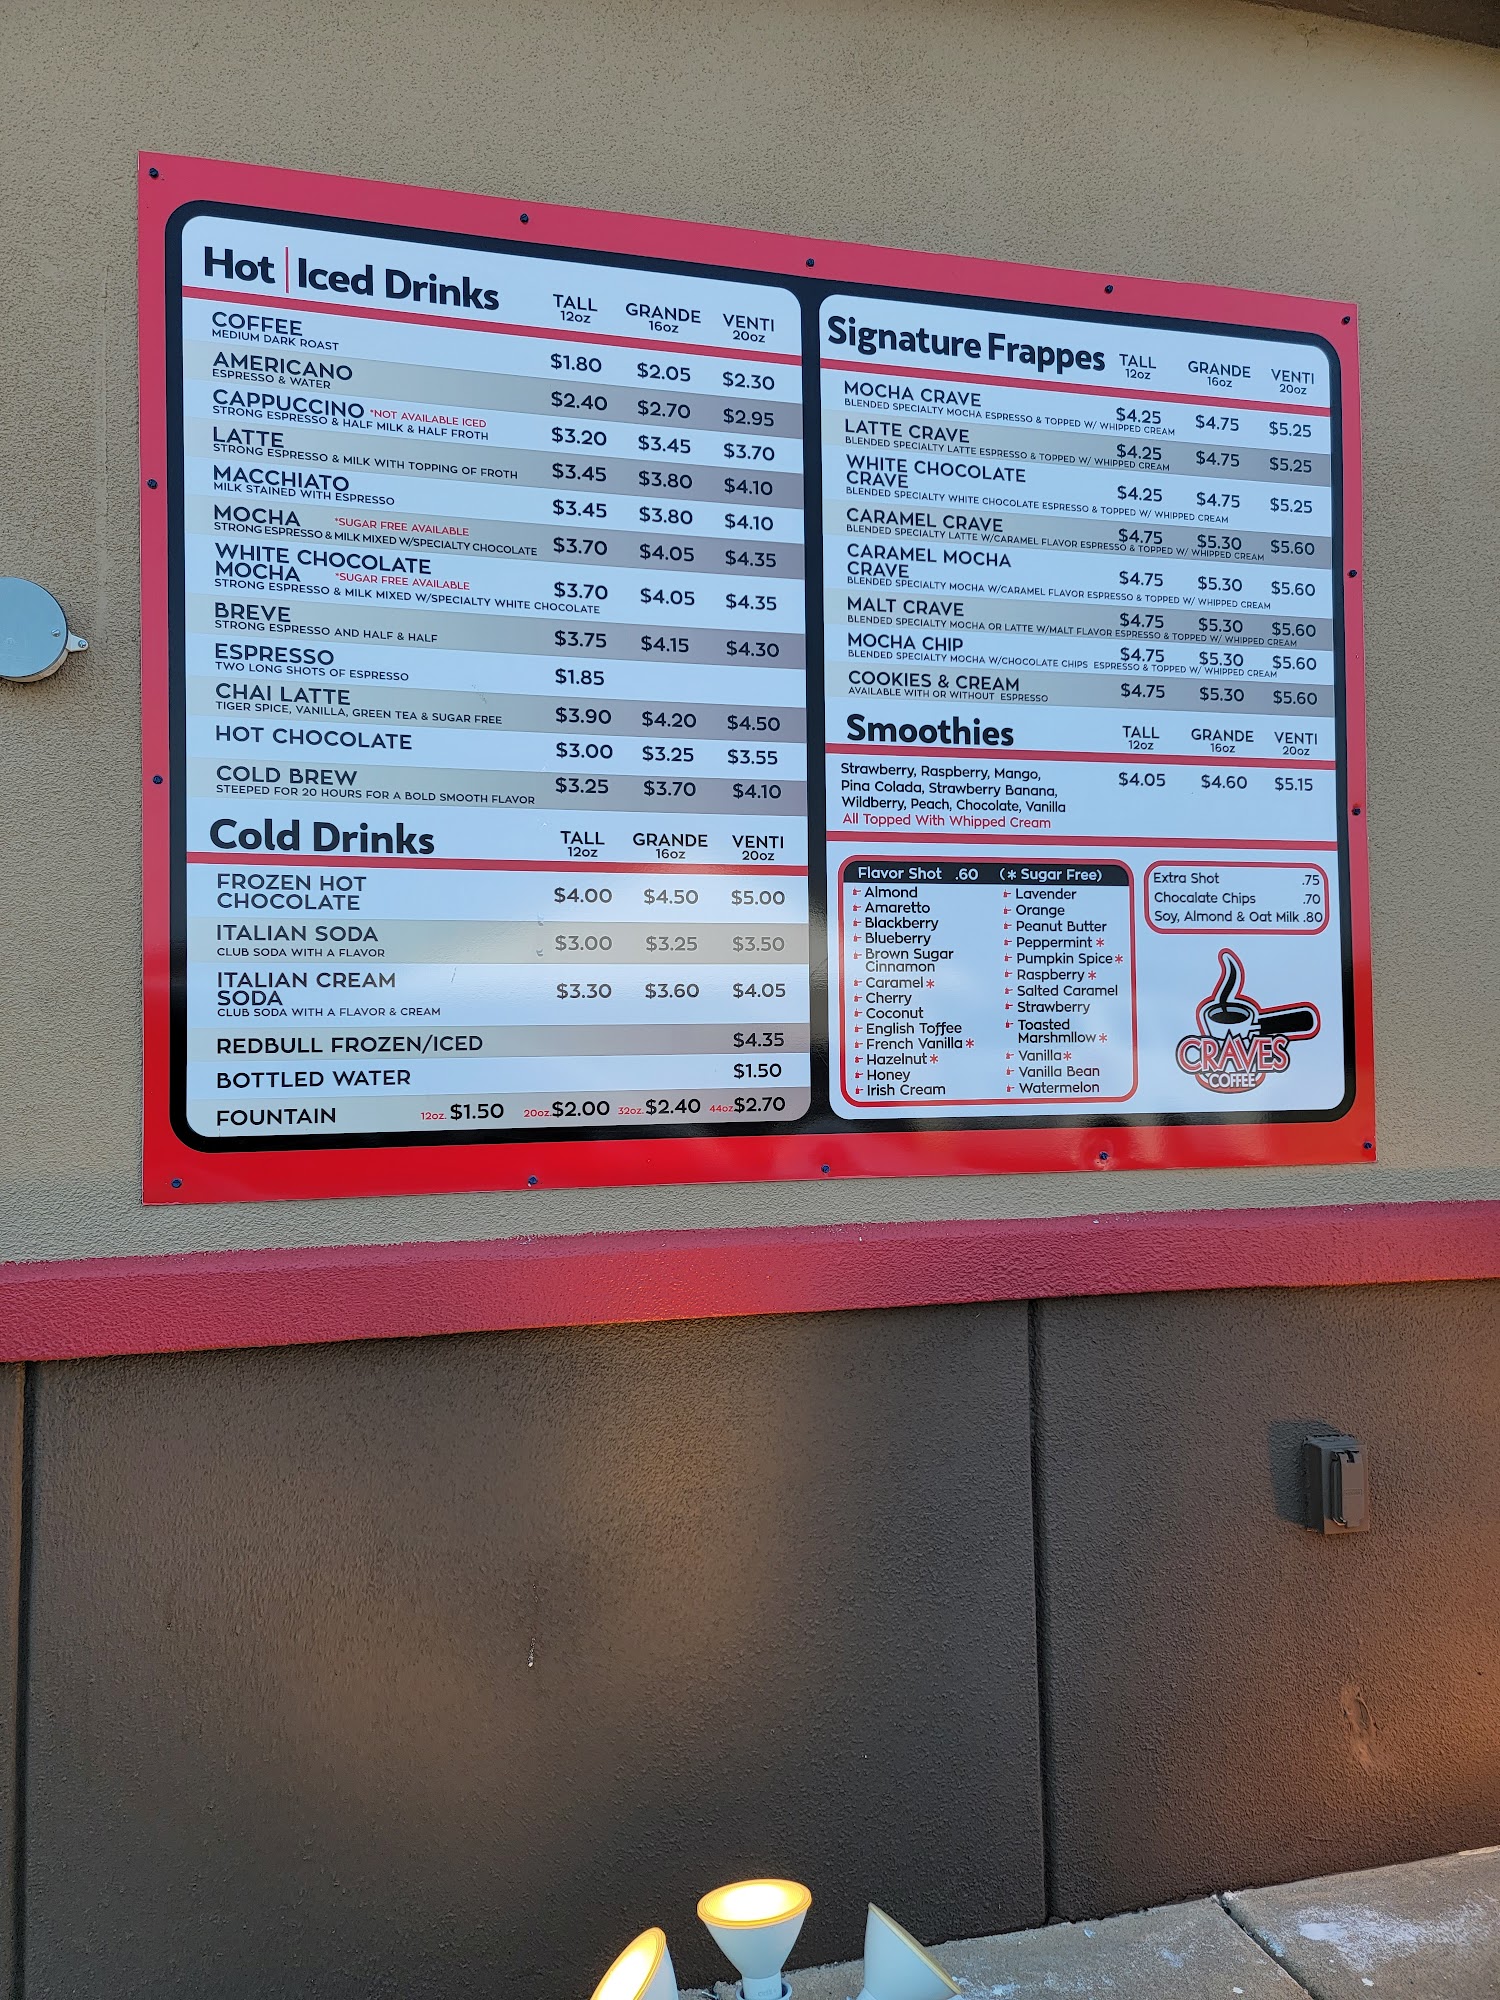 Hot | Iced Drinks TALL 12oz GRANDE 16oz VENTI 20oz
COFFEE $1.80 $2.05 $2.30
MEDIUM DARK ROAST
AMERICANO $2.40 $2.70 $2.95
ESPRESSO & WATER
CAPPUCCINO *NOT AVAILABLE ICED $3.20 $3.45 $3.70
STRONG ESPRESSO & HALF MILK & HALF FROTH
LATTE $3.45 $3.80 $4.10
STRONG ESPRESSO & MILK WITH TOPPING OF FROTH
MACCHIATO $3.45 $3.80 $4.10
MILK STAINED WITH ESPRESSO
MOCHA *SUGAR FREE AVAILABLE $3.70 $4.05 $4.35
STRONG ESPRESSO & MILK MIXED W/SPECIALTY CHOCOLATE
WHITE CHOCOLATE
MOCHA *SUGAR FREE AVAILABLE $3.70 $4.05 $4.35
STRONG ESPRESSO & MILK MIXED W/SPECIALTY WHITE CHOCOLATE
BREVE $3.75 $4.15 $4.30
STRONG ESPRESSO AND HALF & HALF
ESPRESSO $1.85
TWO LONG SHOTS OF ESPRESSO
CHAI LATTE $3.90 $4.20 $4.50
TIGER SPICE, VANILLA, GREEN TEA & SUGAR FREE
HOT CHOCOLATE $3.00 $3.25 $3.55
COLD BREW $3.25 $3.70 $4.10
STEEPED FOR 20 HOURS FOR A BOLD SMOOTH FLAVOR
Cold Drinks TALL 12oz GRANDE 16oz VENTI 20oz
FROZEN HOT
CHOCOLATE $4.00 $4.50 $5.00
ITALIAN SODA $3.00 $3.25 $3.50
CLUB SODA WITH A FLAVOR
ITALIAN CREAM
SODA $3.30 $3.60 $4.05
CLUB SODA WITH A FLAVOR & CREAM
REDBULL FROZEN/ICED $4.35
BOTTLED WATER $1.50
FOUNTAIN 12oz. $1.50 20oz. $2.00 32oz. $2.40 44oz $2.70
Signature Frappes TALL 12oz GRANDE 16oz VENTI 20oz
MOCHA CRAVE $4.25 $4.75 $5.25
BLENDED SPECIALTY MOCHA ESPRESSO & TOPPED W/ WHIPPED CREAM
LATTE CRAVE $4.25 $4.75 $5.25
BLENDED SPECIALTY LATTE ESPRESSO & TOPPED W/ WHIPPED CREAM
WHITE CHOCOLATE
CRAVE $4.25 $4.75 $5.25
BLENDED SPECIALTY WHITE CHOCOLATE ESPRESSO & TOPPED W/ WHIPPED CREAM
CARAMEL CRAVE $4.75 $5.30 $5.60
BLENDED SPECIALTY LATTE W/CARAMEL FLAVOR ESPRESSO & TOPPED W/ WHIPPED CREAM
CARAMEL MOCHA
CRAVE $4.75 $5.30 $5.60
BLENDED SPECIALTY MOCHA W/CARAMEL FLAVOR ESPRESSO & TOPPED W/ WHIPPED CREAM
MALT CRAVE $4.75 $5.30 $5.60
BLENDED SPECIALTY MOCHA OR LATTE W/MALT FLAVOR ESPRESSO & TOPPED W/ WHIPPED CREAM
MOCHA CHIP $4.75 $5.30 $5.60
BLENDED SPECIALTY MOCHA W/CHOCOLATE CHIPS ESPRESSO & TOPPED W/ WHIPPED CREAM
COOKIES & CREAM $4.75 $5.30 $5.60
AVAILABLE WITH OR WITHOUT ESPRESSO
Smoothies TALL 12oz GRANDE 16oz VENTI 20oz
Strawberry, Raspberry, Mango, $4.05 $4.60 $5.15
Pina Colada, Strawberry Banana,
Wildberry, Peach, Chocolate, Vanilla
All Topped With Whipped Cream
Flavor Shot .60 (* Sugar Free)
Almond
Amaretto
Blackberry
Blueberry
Brown Sugar
Cinnamon
Caramel*
Cherry
Coconut
English Toffee
French Vanilla*
Hazelnut*
Honey
Irish Cream
Lavender
Orange
Peanut Butter
Peppermint*
Pumpkin Spice*
Raspberry*
Salted Caramel
Strawberry
Toasted
Marshmllow*
Vanilla*
Vanilla Bean
Watermelon
Extra Shot .75
Chocalate Chips .70
Soy, Almond & Oat Milk .80
CRAVES
COFFEE